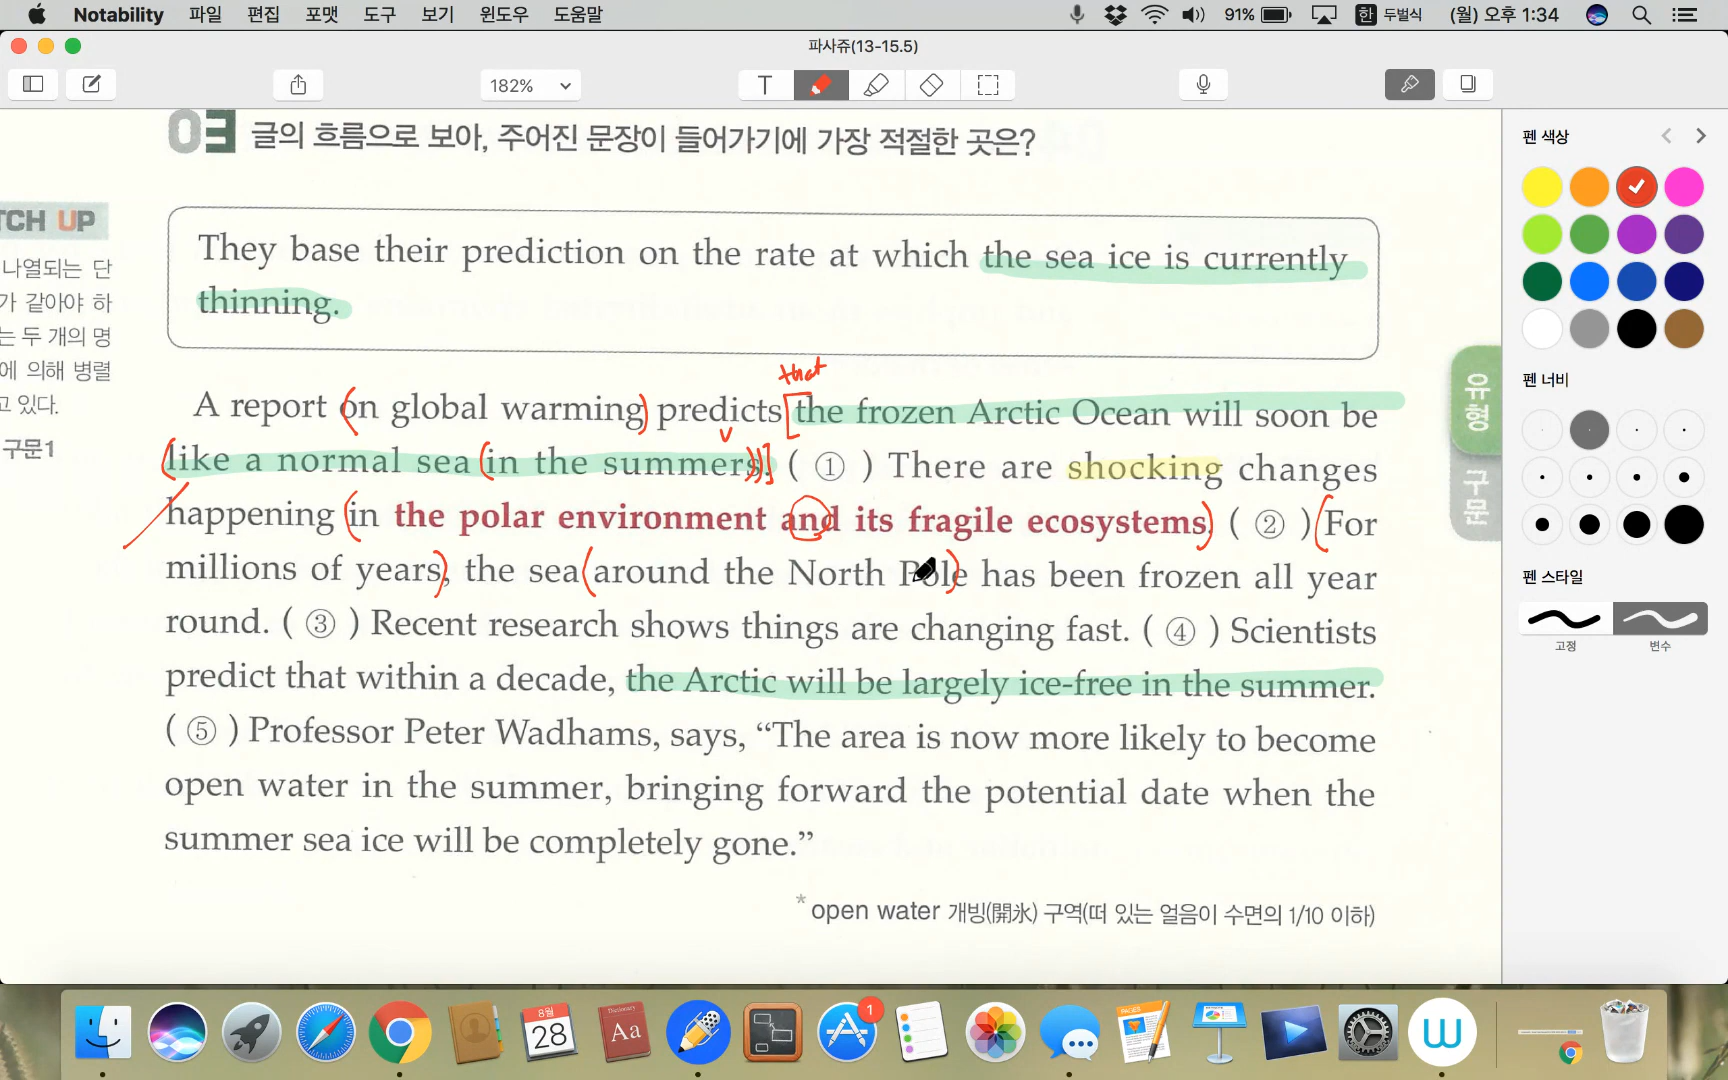 Notability 파일 편집 포맷 도구 보기 윈도우 도움말 91% 한 두벌식 (월) 오후 1:34
파사쥬(13-15.5)
182%
T
03 글의 흐름으로 보아, 주어진 문장이 들어가기에 가장 적절한 곳은?
TCH UP
나열되는 단
가 같아야 하
는 두 개의 명
에 의해 병렬
고 있다.
구문1
They base their prediction on the rate at which the sea ice is currently
thinning.
that
A report (on global warming) predicts [the frozen Arctic Ocean will soon be
(like a normal sea (in the summers))]. ( ① ) There are shocking changes
happening (in the polar environment and its fragile ecosystems). ( ② ) (For
millions of years), the sea (around the North Pole) has been frozen all year
round. ( ③ ) Recent research shows things are changing fast. ( ④ ) Scientists
predict that within a decade, the Arctic will be largely ice-free in the summer.
( ⑤ ) Professor Peter Wadhams, says, “The area is now more likely to become
open water in the summer, bringing forward the potential date when the
summer sea ice will be completely gone.”
* open water 개빙(開氷) 구역(떠 있는 얼음이 수면의 1/10 이하)
유형
구문
펜 색상
펜 너비
펜 스타일
고정 변수
8월
28
Dictionary
Aa
1
PAGES
W